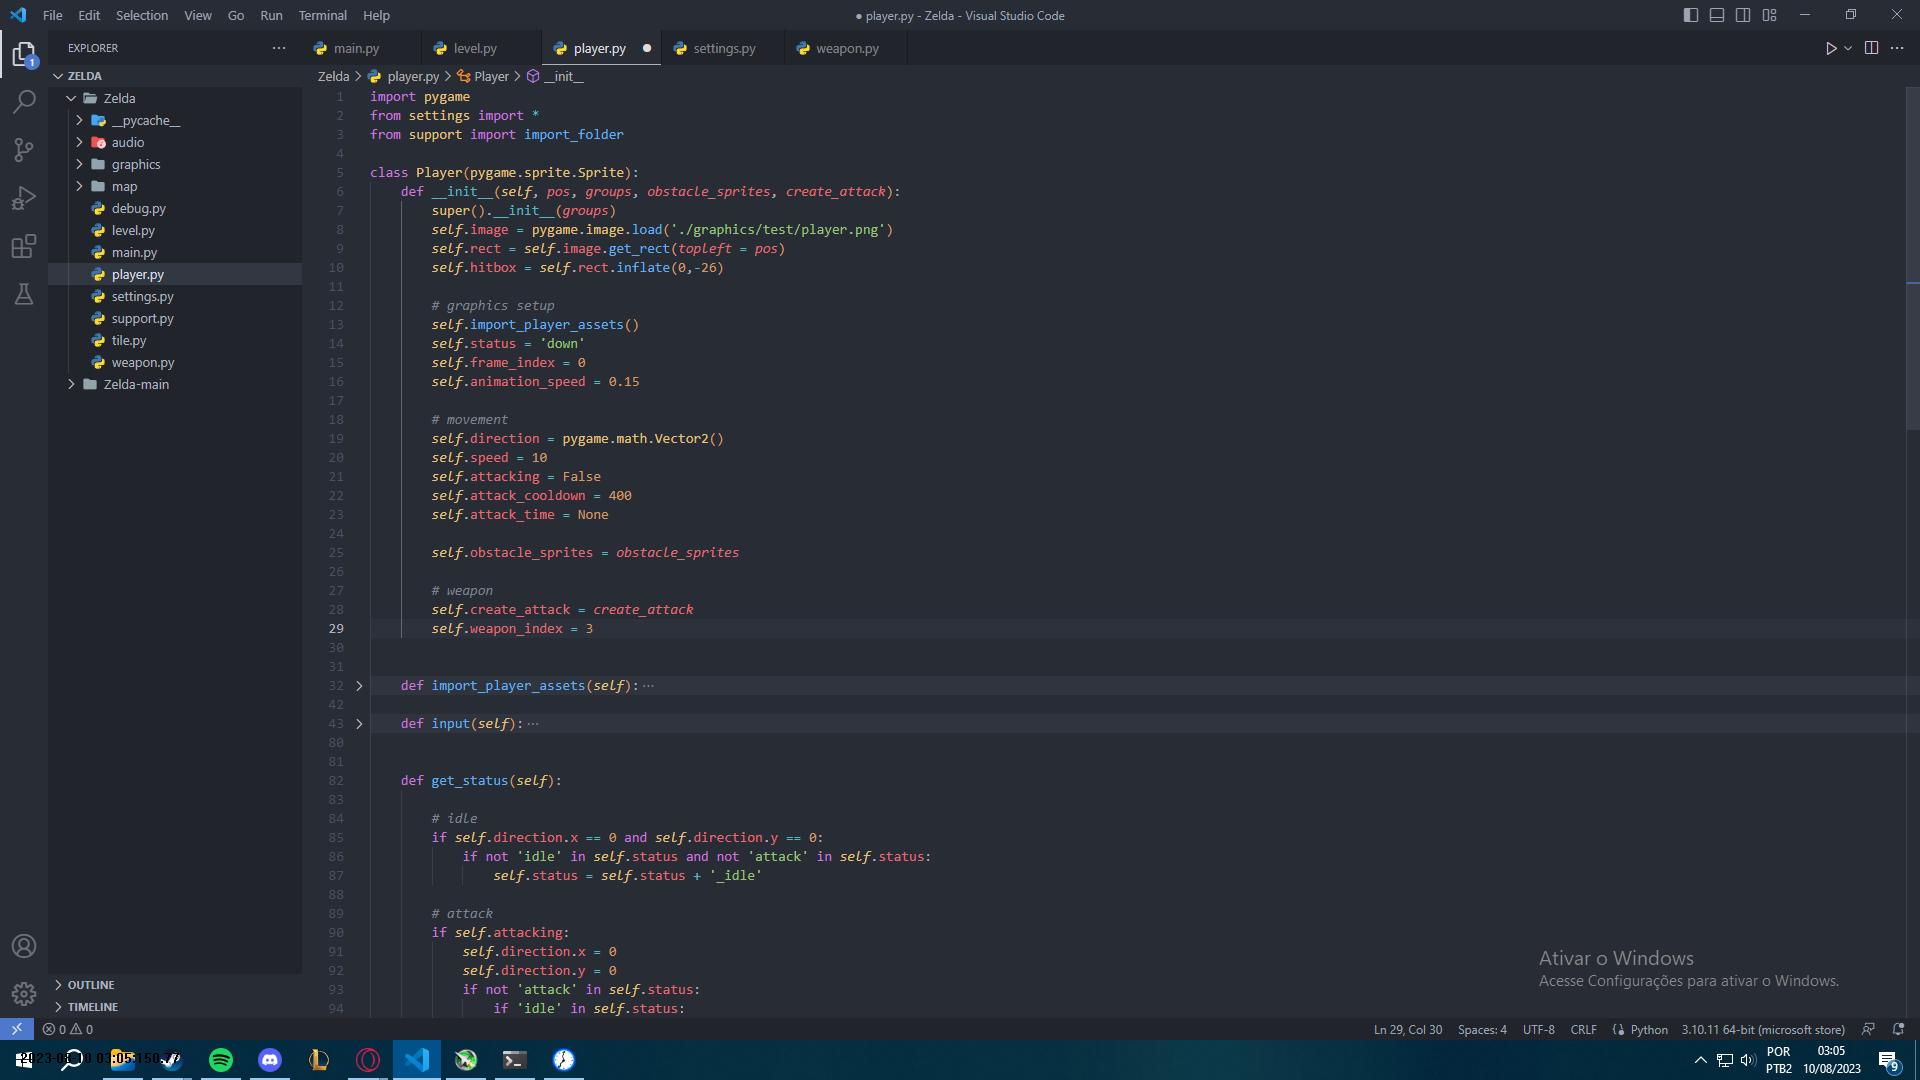 File Edit Selection View Go Run Terminal Help
● player.py - Zelda - Visual Studio Code
EXPLORER
main.py level.py player.py settings.py weapon.py
1
ZELDA
Zelda
__pycache__
audio
graphics
map
debug.py
level.py
main.py
player.py
settings.py
support.py
tile.py
weapon.py
Zelda-main
OUTLINE
TIMELINE
Zelda > player.py > Player > __init__
1 import pygame
2 from settings import *
3 from support import import_folder
4
5 class Player(pygame.sprite.Sprite):
6 def __init__(self, pos, groups, obstacle_sprites, create_attack):
7 super().__init__(groups)
8 self.image = pygame.image.load('./graphics/test/player.png')
9 self.rect = self.image.get_rect(topleft = pos)
10 self.hitbox = self.rect.inflate(0,-26)
11
12 # graphics setup
13 self.import_player_assets()
14 self.status = 'down'
15 self.frame_index = 0
16 self.animation_speed = 0.15
17
18 # movement
19 self.direction = pygame.math.Vector2()
20 self.speed = 10
21 self.attacking = False
22 self.attack_cooldown = 400
23 self.attack_time = None
24
25 self.obstacle_sprites = obstacle_sprites
26
27 # weapon
28 self.create_attack = create_attack
29 self.weapon_index = 3
30
31
32 def import_player_assets(self): ···
42
43 def input(self): ···
80
81
82 def get_status(self):
83
84 # idle
85 if self.direction.x == 0 and self.direction.y == 0:
86 if not 'idle' in self.status and not 'attack' in self.status:
87 self.status = self.status + '_idle'
88
89 # attack
90 if self.attacking:
91 self.direction.x = 0
92 self.direction.y = 0
93 if not 'attack' in self.status:
94 if 'idle' in self.status:
Ativar o Windows
Acesse Configurações para ativar o Windows.
0 0
Ln 29, Col 30 Spaces: 4 UTF-8 CRLF Python 3.10.11 64-bit (microsoft store)
POR
PTB2
03:05
10/08/2023
9